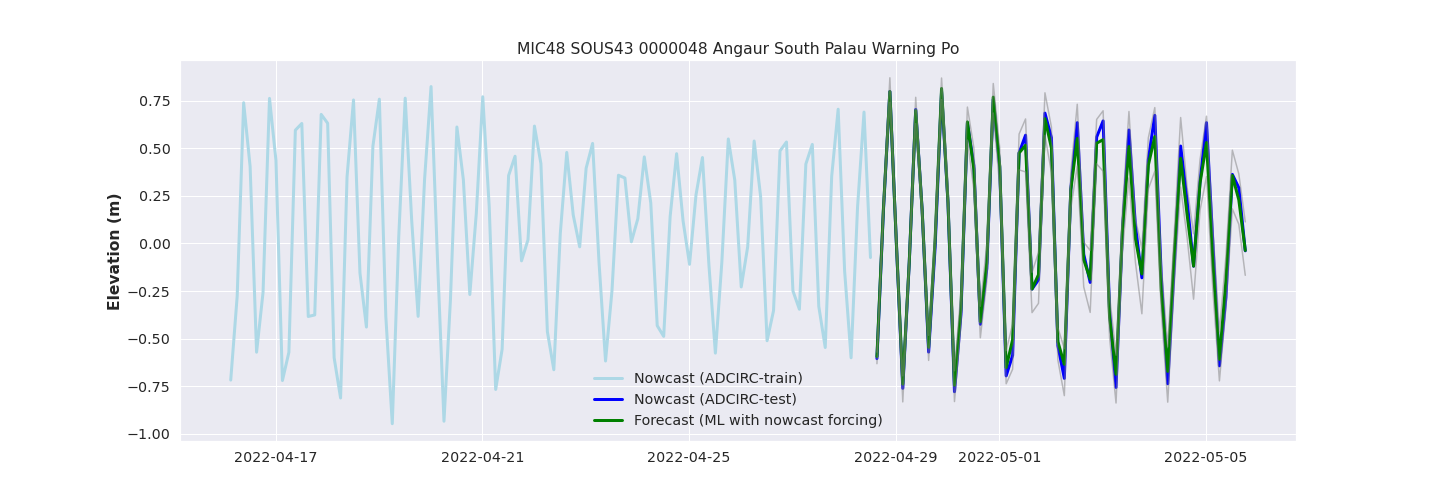 MIC48 SOUS43 0000048 Angaur South Palau Warning Po
Elevation (m)
0.75
0.50
0.25
0.00
−0.25
−0.50
−0.75
−1.00
Nowcast (ADCIRC-train)
Nowcast (ADCIRC-test)
Forecast (ML with nowcast forcing)
2022-04-17
2022-04-21
2022-04-25
2022-04-29
2022-05-01
2022-05-05